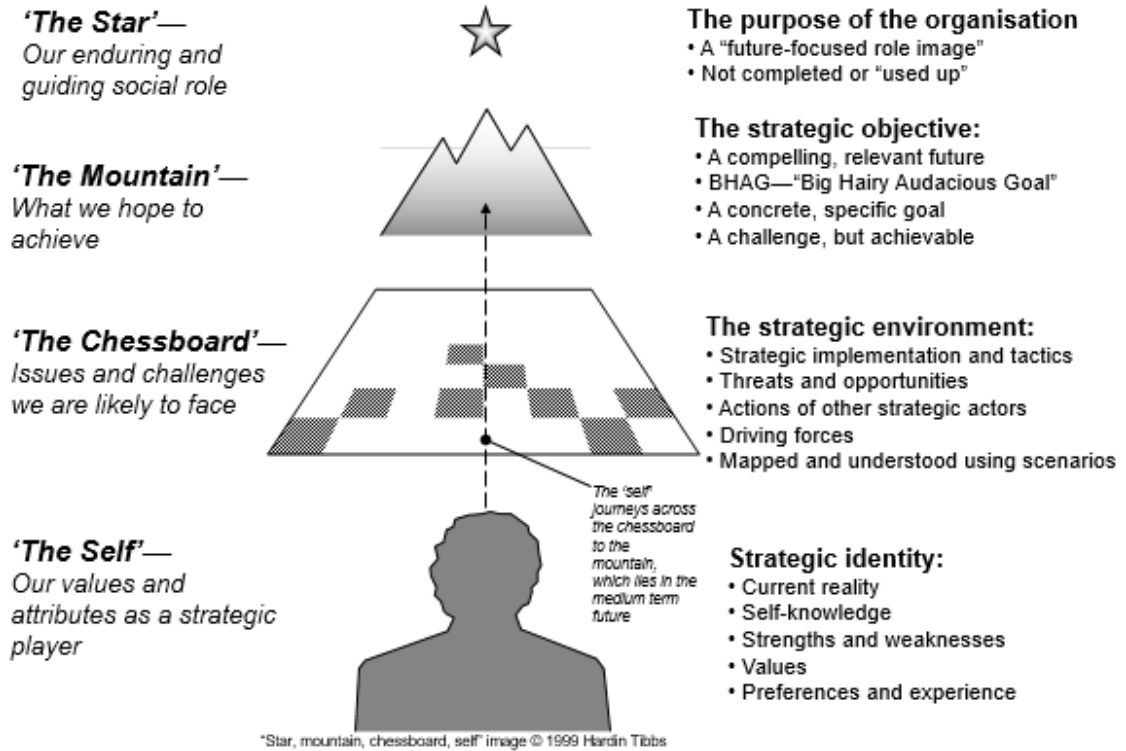 ‘The Star’—
Our enduring and
guiding social role
The purpose of the organisation
• A “future-focused role image”
• Not completed or “used up”
‘The Mountain’—
What we hope to
achieve
The strategic objective:
• A compelling, relevant future
• BHAG—“Big Hairy Audacious Goal”
• A concrete, specific goal
• A challenge, but achievable
‘The Chessboard’—
Issues and challenges
we are likely to face
The strategic environment:
• Strategic implementation and tactics
• Threats and opportunities
• Actions of other strategic actors
• Driving forces
• Mapped and understood using scenarios
The ‘self’
journeys across
the chessboard
to the
mountain,
which lies in the
medium term
future
‘The Self’—
Our values and
attributes as a strategic
player
Strategic identity:
• Current reality
• Self-knowledge
• Strengths and weaknesses
• Values
• Preferences and experience
“Star, mountain, chessboard, self” image © 1999 Hardin Tibbs